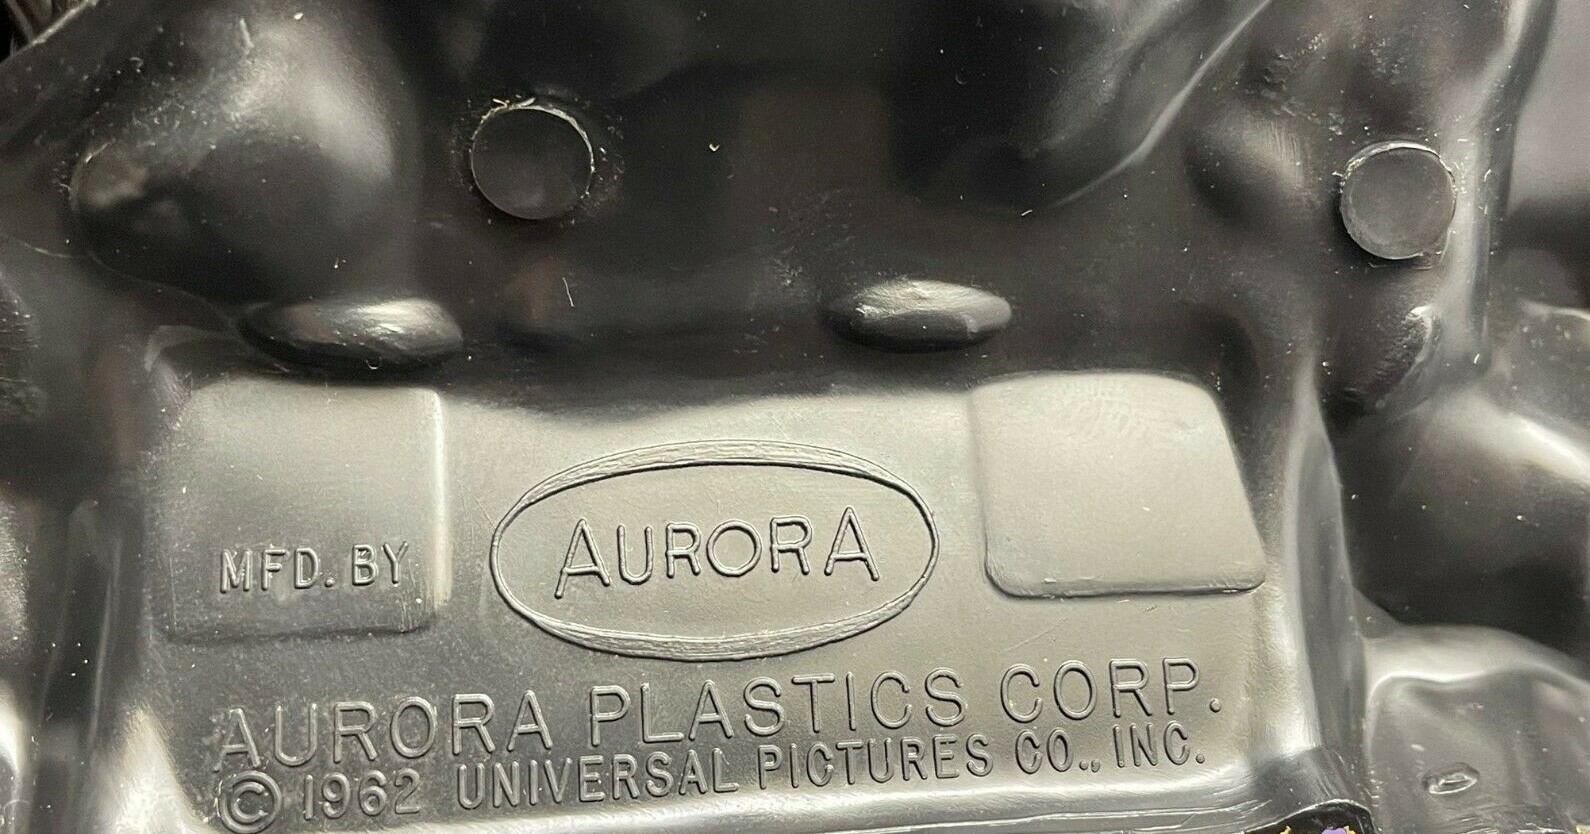 MFD. BY
AURORA
AURORA PLASTICS CORP.
© 1962 UNIVERSAL PICTURES CO., INC.